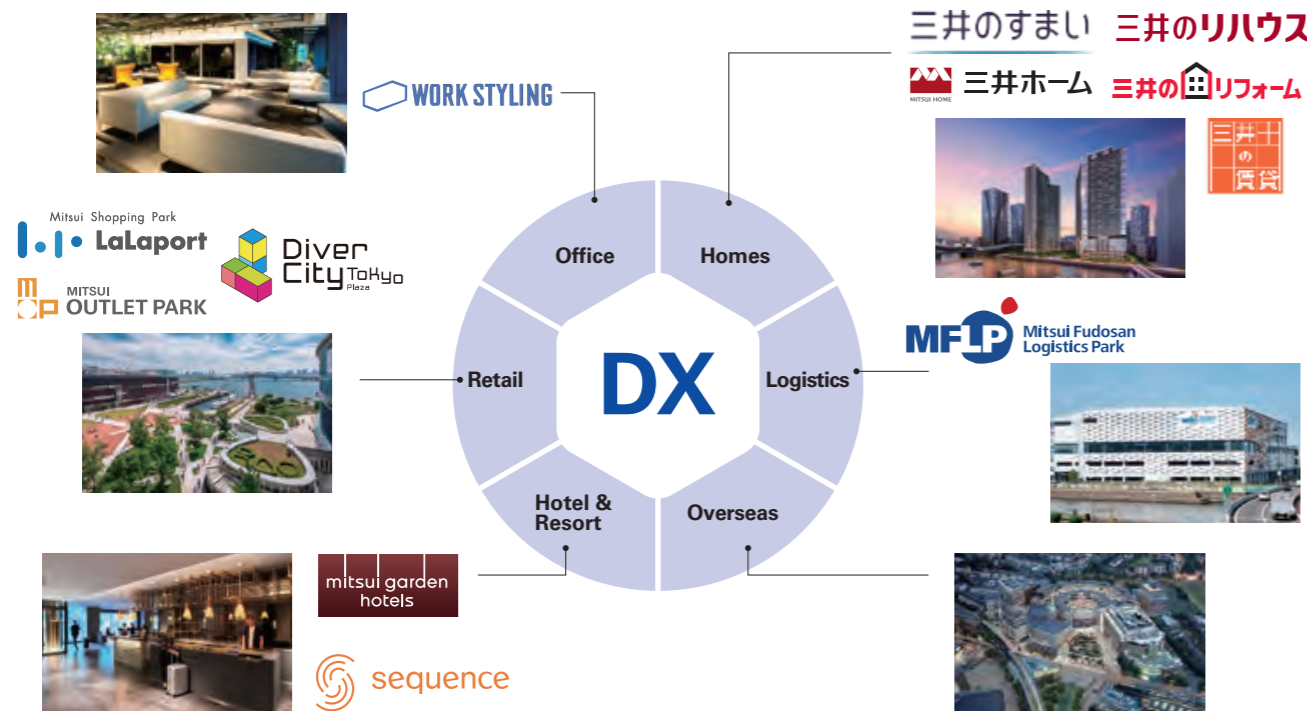 WORK STYLING
三井のすまい
三井のリハウス
MITSUI HOME
三井ホーム
三井のリフォーム
三井の賃貸
Mitsui Shopping Park
LaLaport
Diver
City Tokyo
Plaza
mop
MITSUI
OUTLET PARK
Office
Homes
MFLP
Mitsui Fudosan
Logistics Park
Retail
DX
Logistics
Hotel &
Resort
Overseas
mitsui garden
hotels
sequence